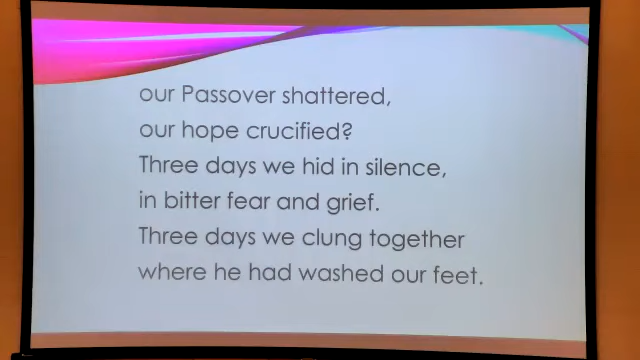 our Passover shattered,
our hope crucified?
Three days we hid in silence,
in bitter fear and grief.
Three days we clung together
where he had washed our feet.